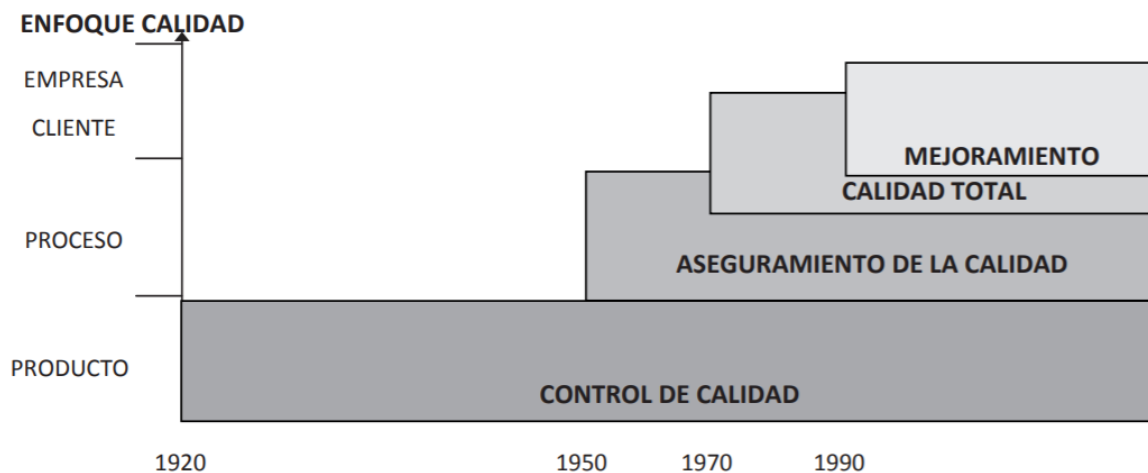 ENFOQUE CALIDAD
EMPRESA
CLIENTE
MEJORAMIENTO
CALIDAD TOTAL
PROCESO
ASEGURAMIENTO DE LA CALIDAD
PRODUCTO
CONTROL DE CALIDAD
1920 1950 1970 1990